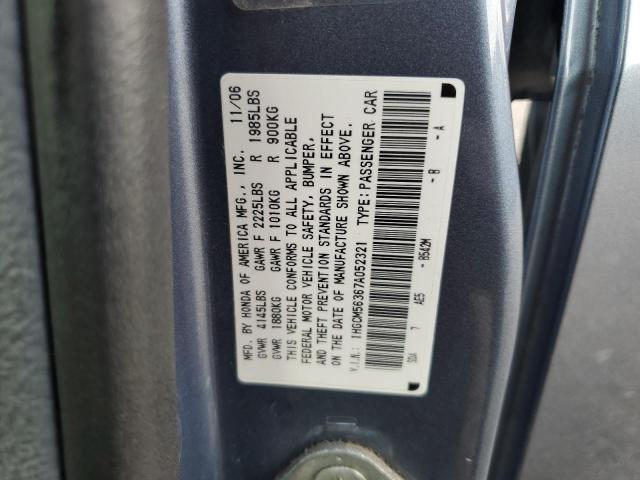 MFD. BY HONDA OF AMERICA MFG., INC. 11/06
GVWR 4145LBS GAWR F 2225LBS R 1985LBS
GVWR 1880KG GAWR F 1010KG R 900KG
THIS VEHICLE CONFORMS TO ALL APPLICABLE
FEDERAL MOTOR VEHICLE SAFETY, BUMPER,
AND THEFT PREVENTION STANDARDS IN EFFECT
ON THE DATE OF MANUFACTURE SHOWN ABOVE.
V.I.N.: 1HGCM56367A052321 TYPE:PASSENGER CAR
SDAA 7 AE5 - B542M - B - A